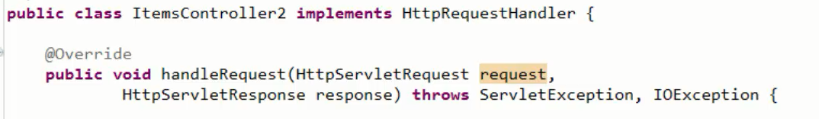 public class ItemsController2 implements HttpRequestHandler {
@Override
public void handleRequest(HttpServletRequest request,
HttpServletResponse response) throws ServletException, IOException {